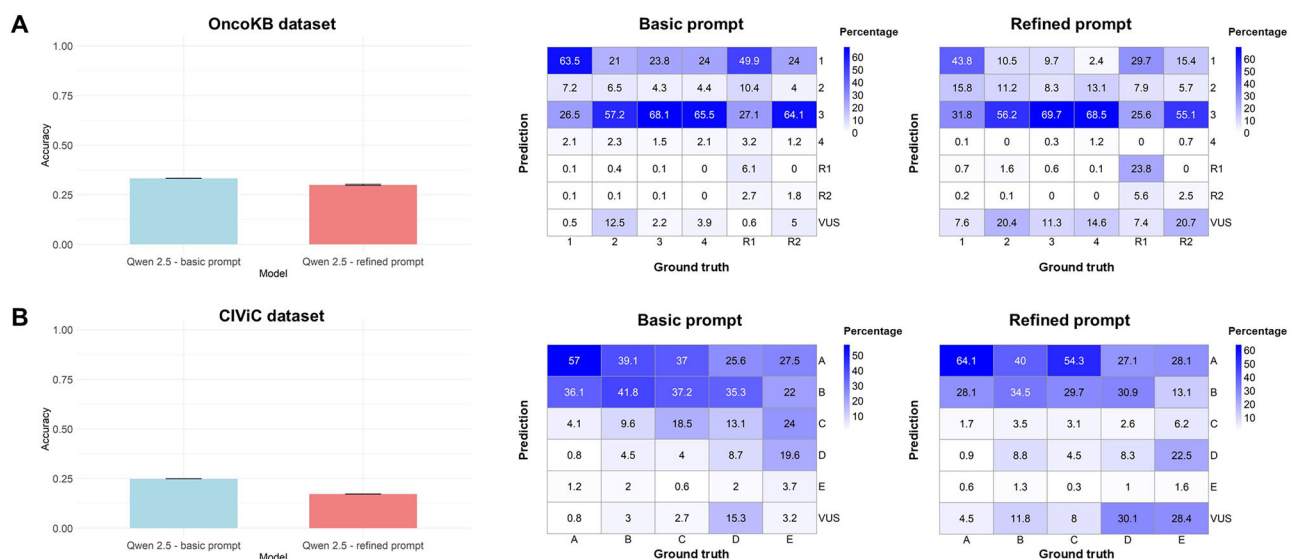 A
OncoKB dataset
1.00
0.75
0.50
0.25
0.00
Accuracy
Qwen 2.5 - basic prompt
Qwen 2.5 - refined prompt
Model
Basic prompt
Percentage
60
50
40
30
20
10
0
Prediction
63.5 21 23.8 24 49.9 24 1
7.2 6.5 4.3 4.4 10.4 4 2
26.5 57.2 68.1 65.5 27.1 64.1 3
2.1 2.3 1.5 2.1 3.2 1.2 4
0.1 0.4 0.1 0 6.1 0 R1
0.1 0.1 0.1 0 2.7 1.8 R2
0.5 12.5 2.2 3.9 0.6 5 VUS
1 2 3 4 R1 R2
Ground truth
Refined prompt
Percentage
60
50
40
30
20
10
0
Prediction
43.8 10.5 9.7 2.4 29.7 15.4 1
15.8 11.2 8.3 13.1 7.9 5.7 2
31.8 56.2 69.7 68.5 25.6 55.1 3
0.1 0 0.3 1.2 0 0.7 4
0.7 1.6 0.6 0.1 23.8 0 R1
0.2 0.1 0 0 5.6 2.5 R2
7.6 20.4 11.3 14.6 7.4 20.7 VUS
1 2 3 4 R1 R2
Ground truth
B
CIViC dataset
1.00
0.75
0.50
0.25
0.00
Accuracy
Qwen 2.5 - basic prompt
Qwen 2.5 - refined prompt
Model
Basic prompt
Percentage
50
40
30
20
10
Prediction
57 39.1 37 25.6 27.5 A
36.1 41.8 37.2 35.3 22 B
4.1 9.6 18.5 13.1 24 C
0.8 4.5 4 8.7 19.6 D
1.2 2 0.6 2 3.7 E
0.8 3 2.7 15.3 3.2 VUS
A B C D E
Ground truth
Refined prompt
Percentage
60
50
40
30
20
10
Prediction
64.1 40 54.3 27.1 28.1 A
28.1 34.5 29.7 30.9 13.1 B
1.7 3.5 3.1 2.6 6.2 C
0.9 8.8 4.5 8.3 22.5 D
0.6 1.3 0.3 1 1.6 E
4.5 11.8 8 30.1 28.4 VUS
A B C D E
Ground truth